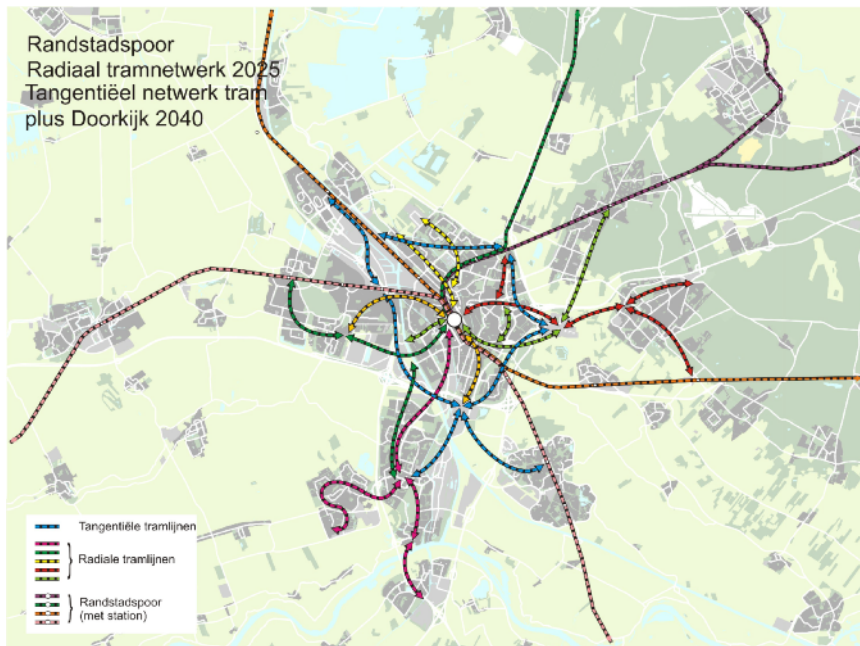 Randstadspoor
Radiaal tramnetwerk 2025
Tangentiëel netwerk tram
plus Doorkijk 2040
Tangentiële tramlijnen
Radiale tramlijnen
Randstadspoor
(met station)